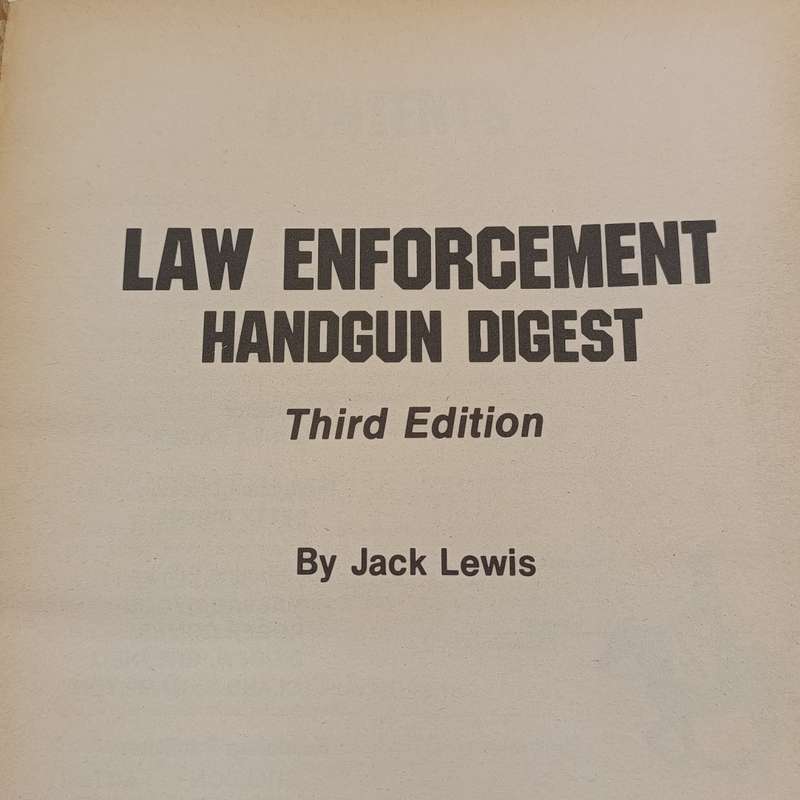 LAW ENFORCEMENT
HANDGUN DIGEST
Third Edition
By Jack Lewis